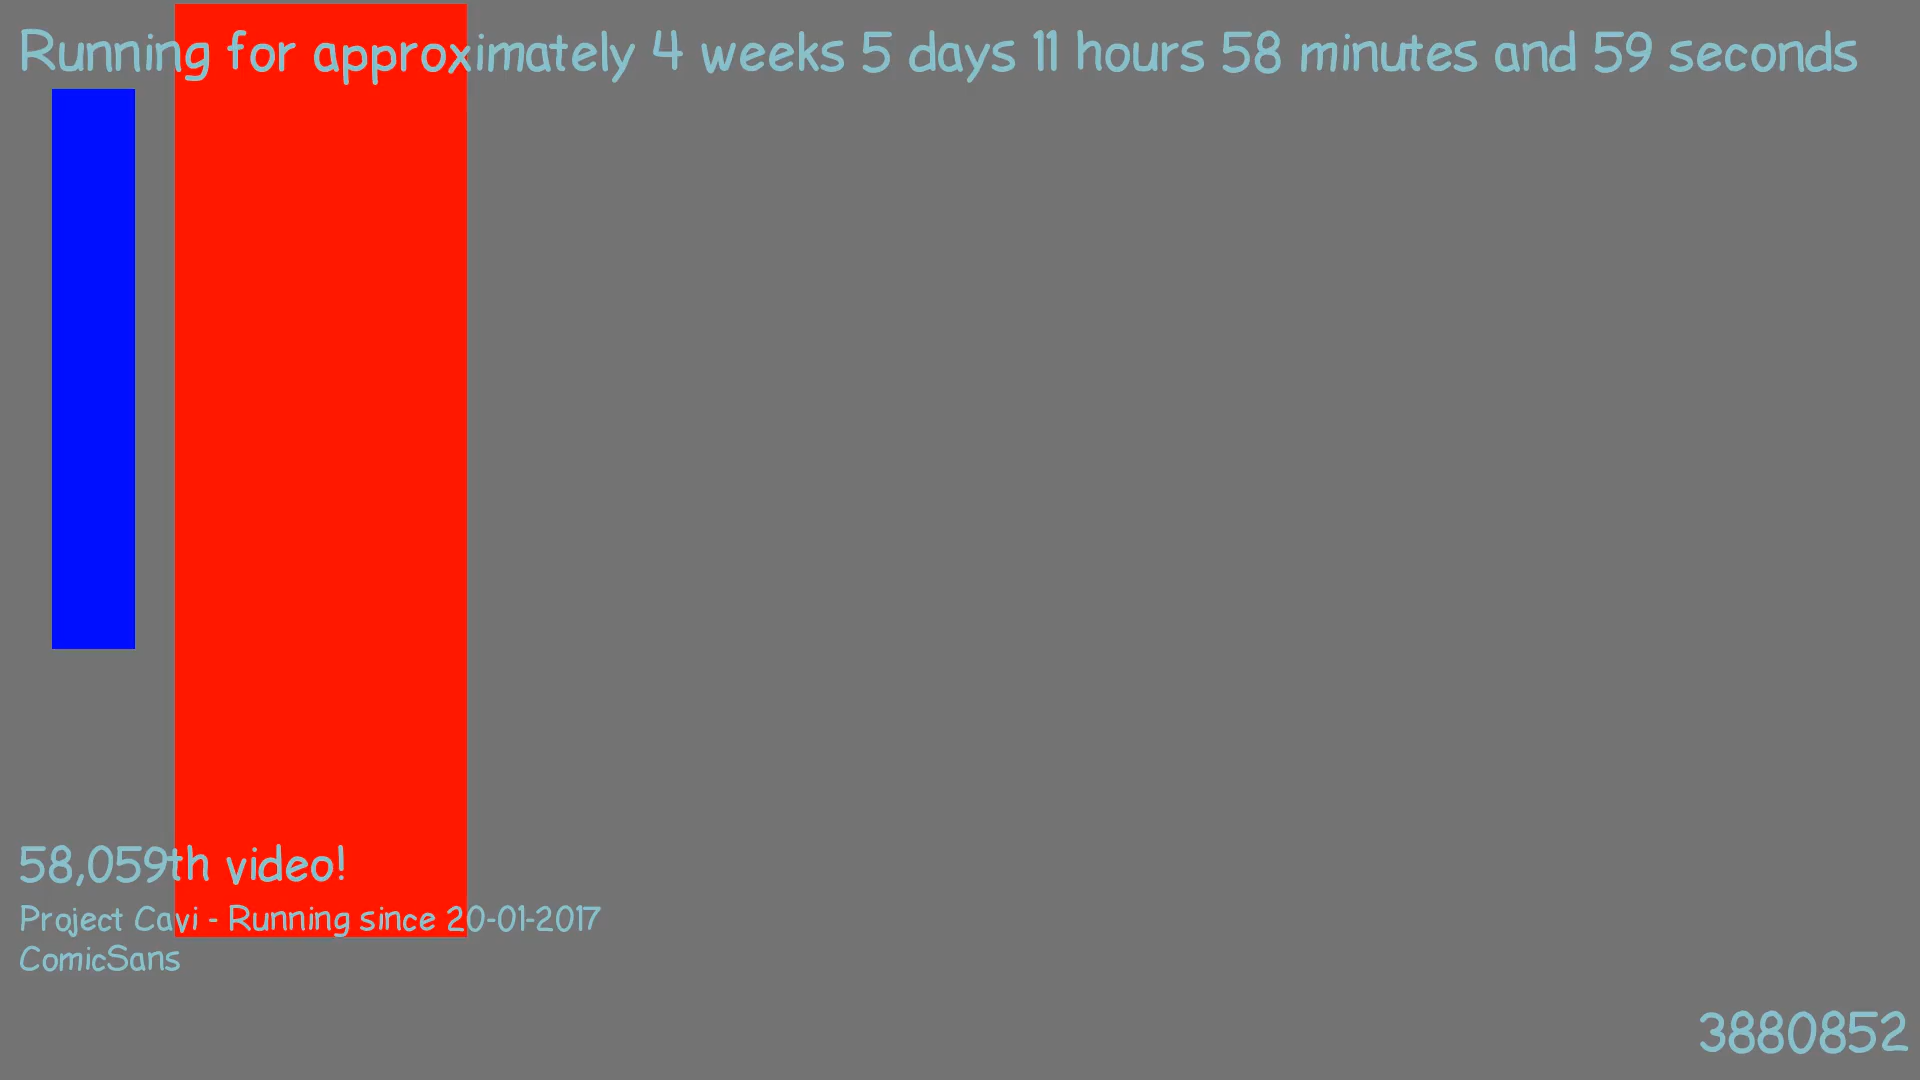 Running for approximately 4 weeks 5 days 11 hours 58 minutes and 59 seconds
58,059th video!
Project Cavi - Running since 20-01-2017
ComicSans
3880852